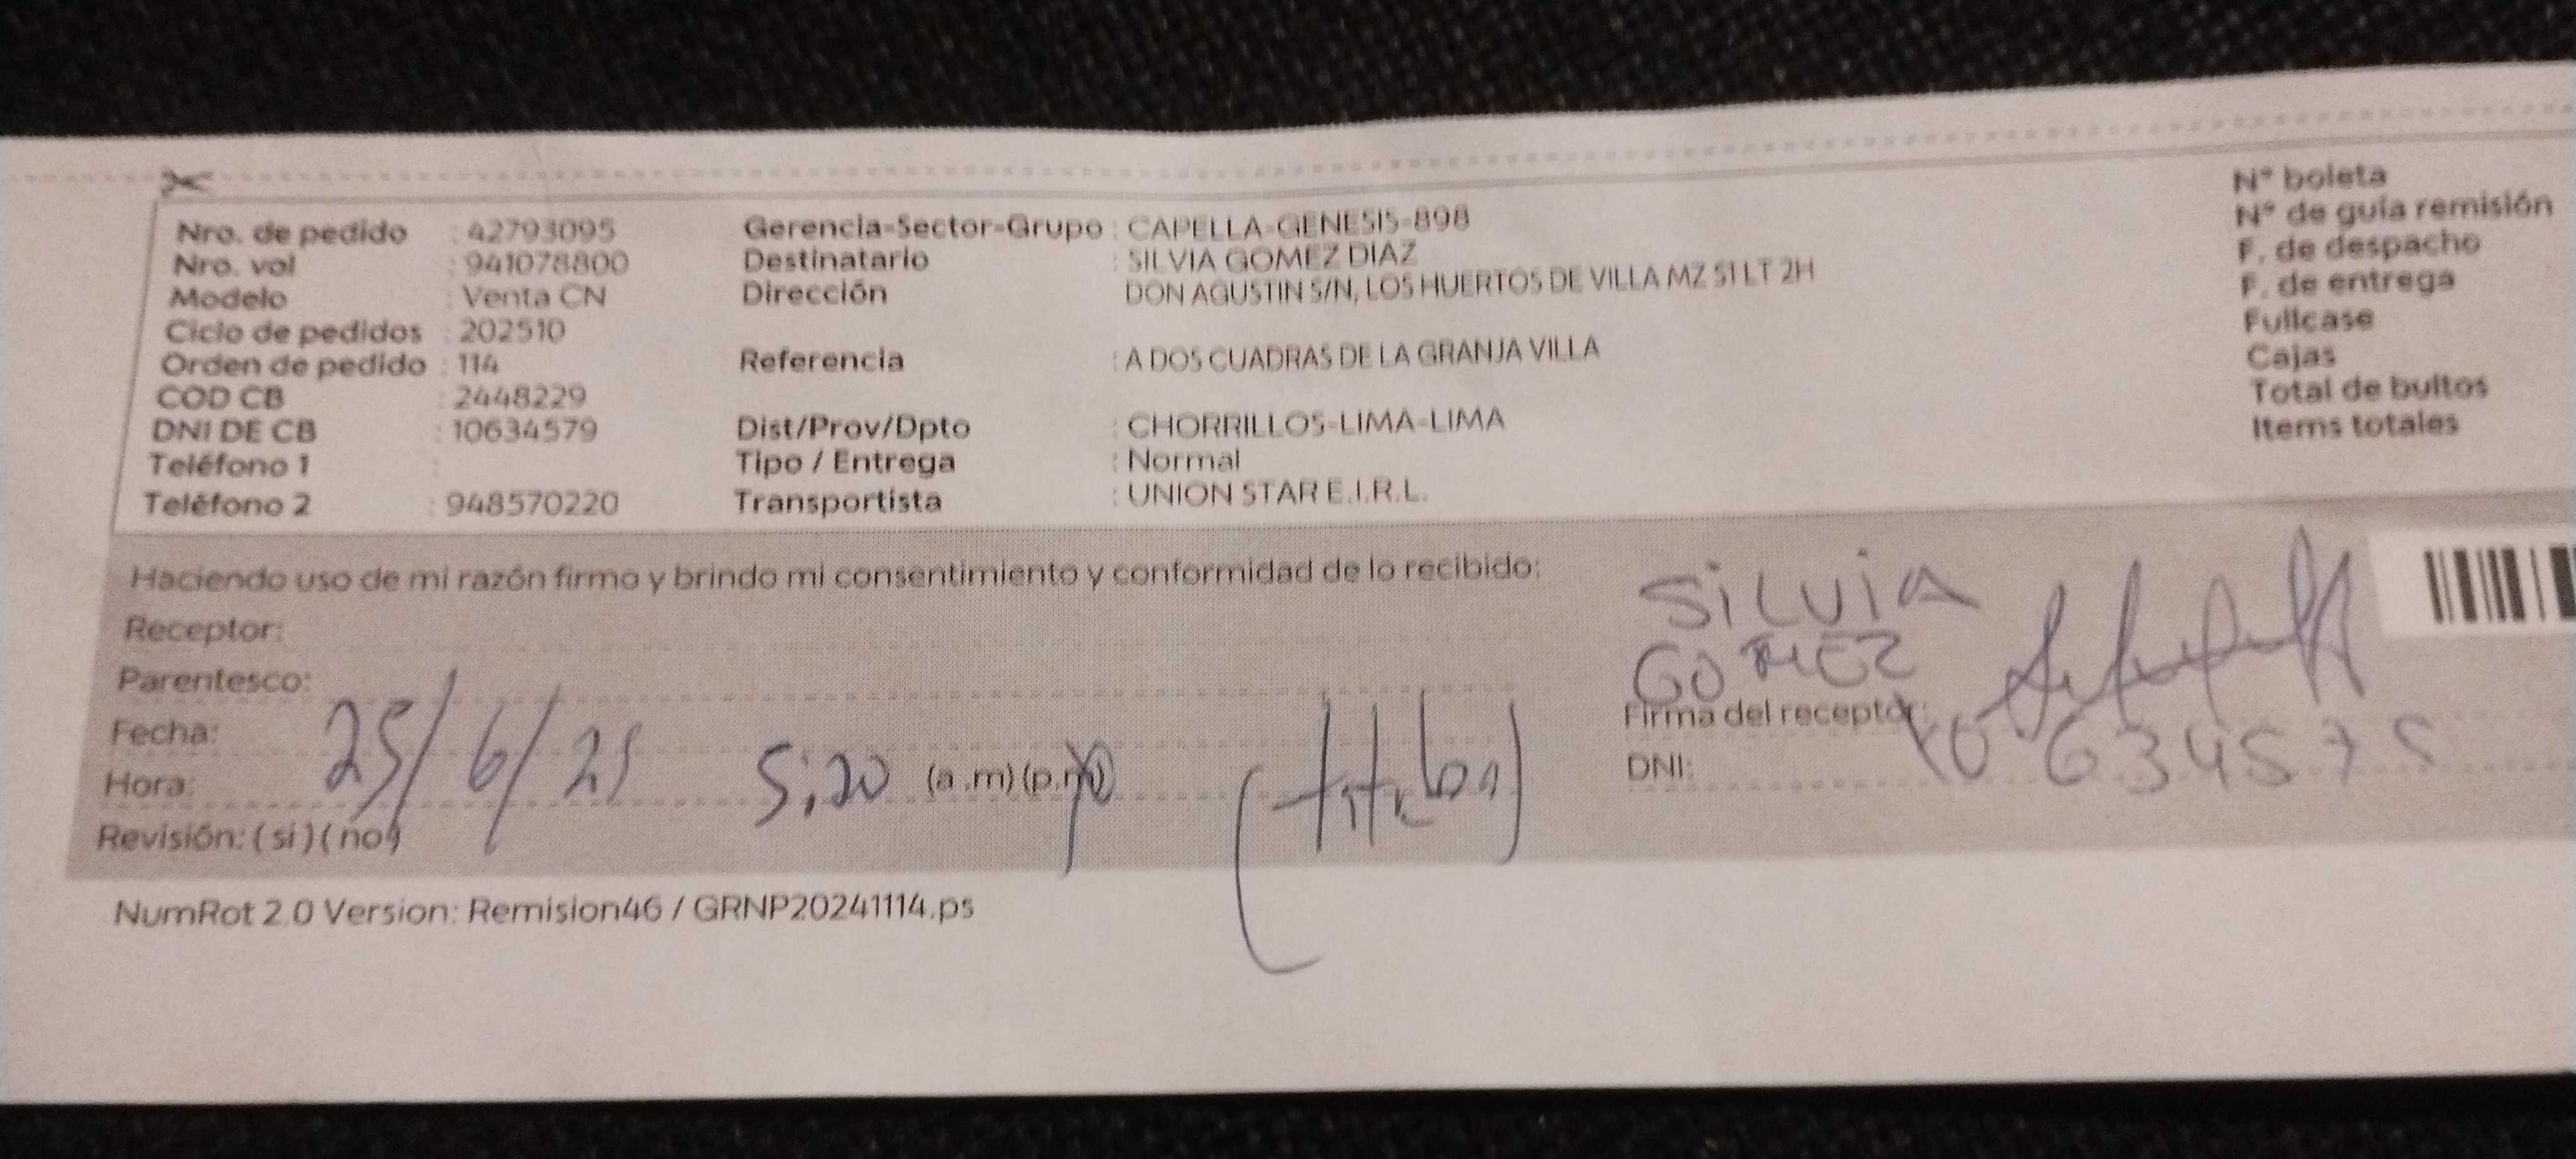 Nro. de pedido : 42793095
Nro. vol : 941078800
Modelo : Venta CN
Ciclo de pedidos : 202510
Orden de pedido : 114
COD CB : 2448229
DNI DE CB : 10634579
Teléfono 1 :
Teléfono 2 : 948570220
Gerencia-Sector-Grupo : CAPELLA-GENESIS-898
Destinatario : SILVIA GOMEZ DIAZ
Dirección DON AGUSTIN S/N, LOS HUERTOS DE VILLA MZ S1 LT 2H
Referencia : A DOS CUADRAS DE LA GRANJA VILLA
Dist/Prov/Dpto : CHORRILLOS-LIMA-LIMA
Tipo / Entrega : Normal
Transportista : UNION STAR E.I.R.L.
N° boleta
N° de guía remisión
F. de despacho
F. de entrega
Fullcase
Cajas
Total de bultos
Items totales
Haciendo uso de mi razón firmo y brindo mi consentimiento y conformidad de lo recibido:
Receptor:
Parentesco:
Fecha: 25/6/25
Hora: 5:20 (a.m)(p.m)
Revisión: (si)(no)
(titular)
SILVIA
GOMEZ
Firma del receptor:
DNI: 10634579
NumRot 2.0 Version: Remision46 / GRNP20241114.ps